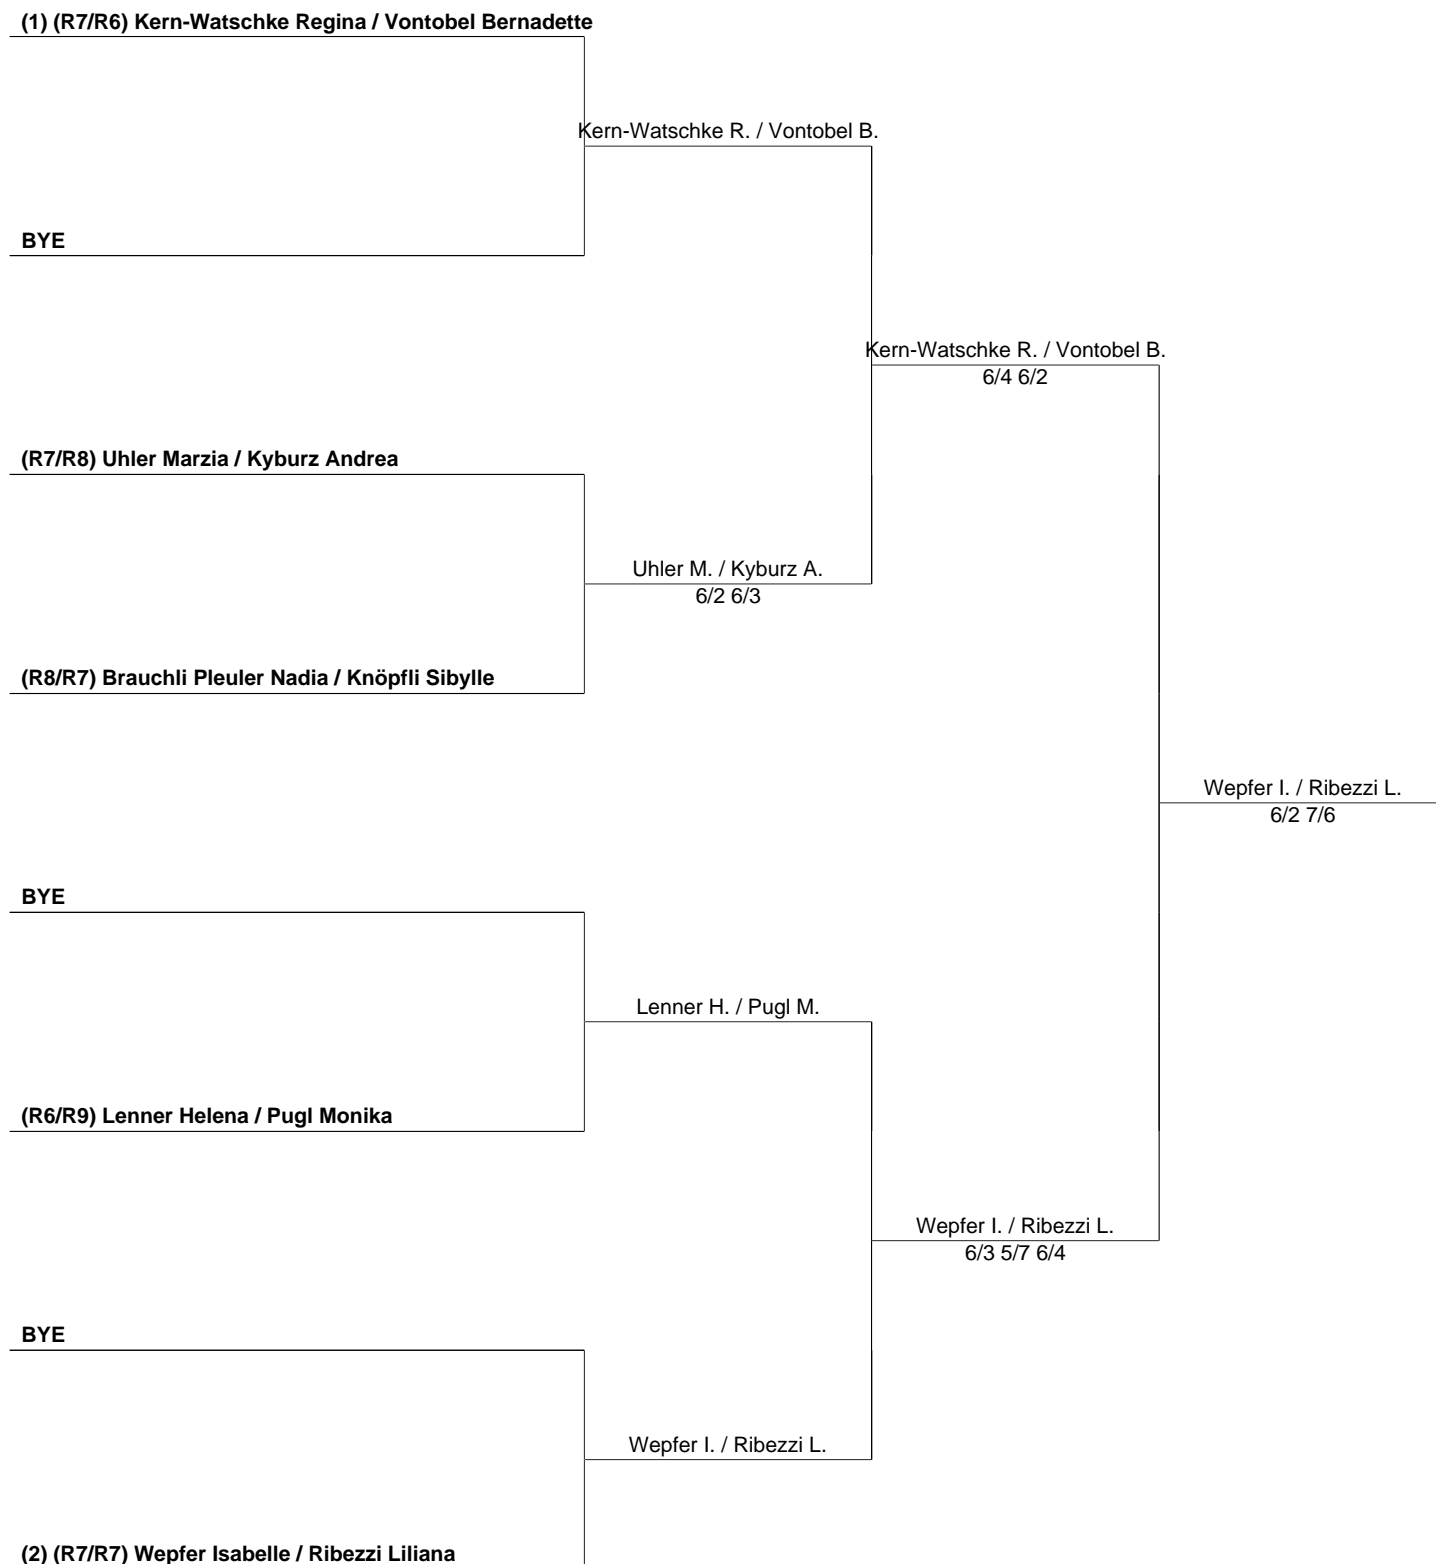 (1) (R7/R6) Kern-Watschke Regina / Vontobel Bernadette
Kern-Watschke R. / Vontobel B.
BYE
Kern-Watschke R. / Vontobel B.
6/4 6/2
(R7/R8) Uhler Marzia / Kyburz Andrea
Uhler M. / Kyburz A.
6/2 6/3
(R8/R7) Brauchli Pleuler Nadia / Knöpfli Sibylle
Wepfer I. / Ribezzi L.
6/2 7/6
BYE
Lenner H. / Pugl M.
(R6/R9) Lenner Helena / Pugl Monika
Wepfer I. / Ribezzi L.
6/3 5/7 6/4
BYE
Wepfer I. / Ribezzi L.
(2) (R7/R7) Wepfer Isabelle / Ribezzi Liliana